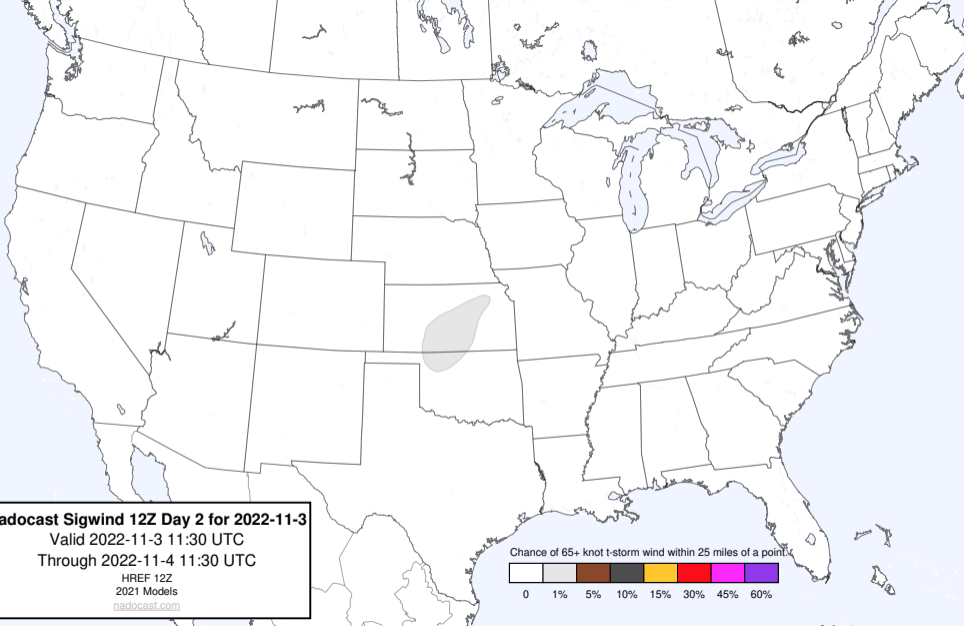 adocast Sigwind 12Z Day 2 for 2022-11-3
Valid 2022-11-3 11:30 UTC
Through 2022-11-4 11:30 UTC
HREF 12Z
2021 Models
nadocast.com
Chance of 65+ knot t-storm wind within 25 miles of a point.
0 1% 5% 10% 15% 30% 45% 60%